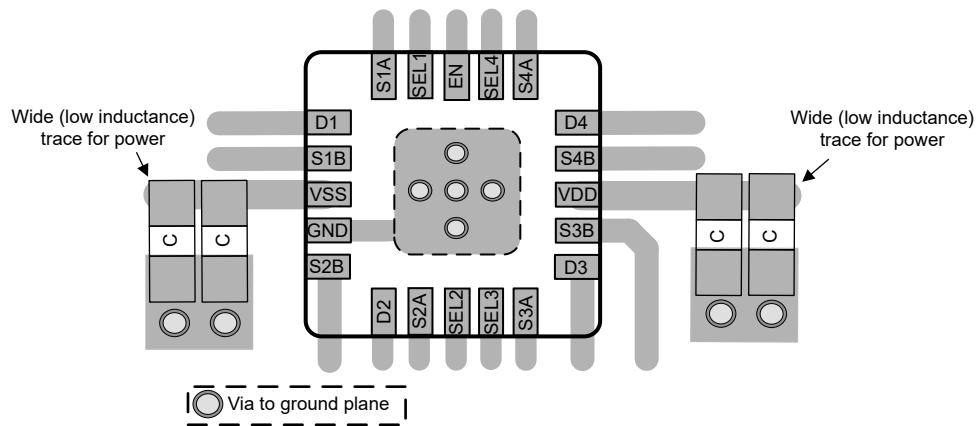 S1A
SEL1
EN
SEL4
S4A
Wide (low inductance)
trace for power
D1
S1B
VSS
GND
S2B
D4
S4B
VDD
S3B
D3
Wide (low inductance)
trace for power
C
C
C
C
D2
S2A
SEL2
SEL3
S3A
Via to ground plane